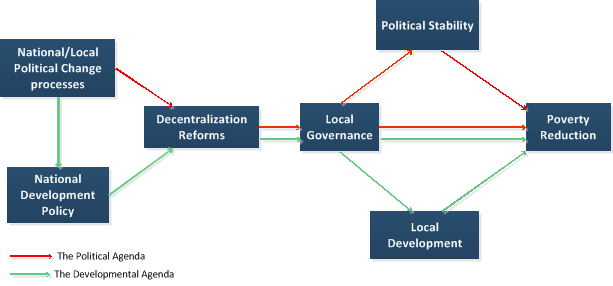 Political Stability
National/Local
Political Change
processes
Decentralization
Reforms
Local
Governance
Poverty
Reduction
National
Development
Policy
Local
Development
The Political Agenda
The Developmental Agenda